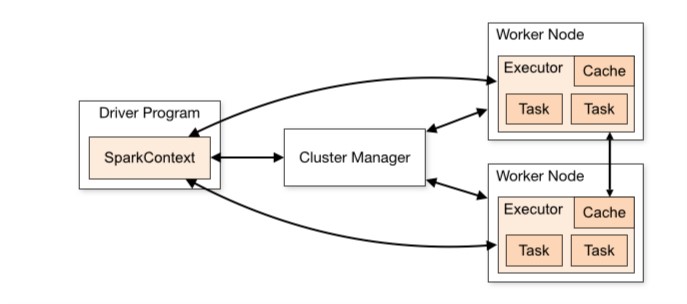 Worker Node
Executor
Cache
Task
Task
Driver Program
SparkContext
Cluster Manager
Worker Node
Executor
Cache
Task
Task